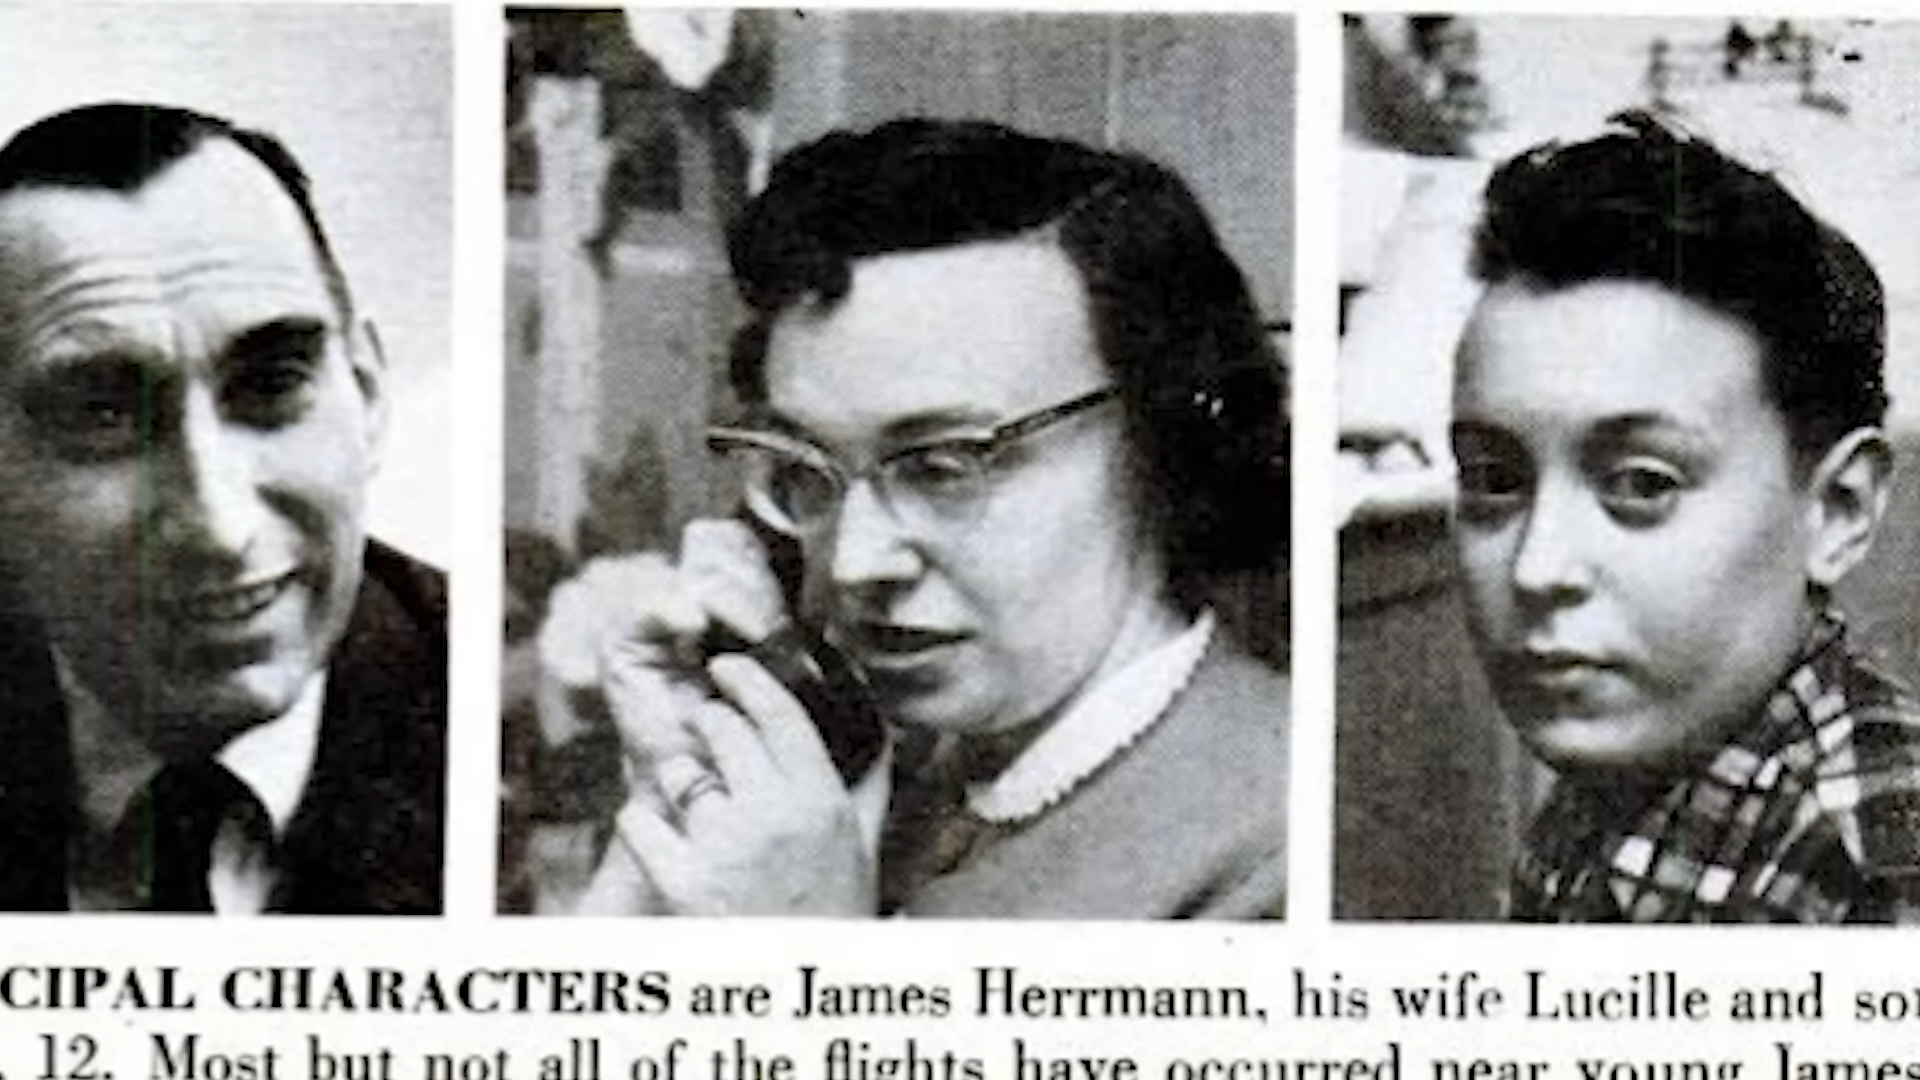 CIPAL CHARACTERS are James Herrmann, his wife Lucille and
12. Most but not all of the flights have occurred near young James